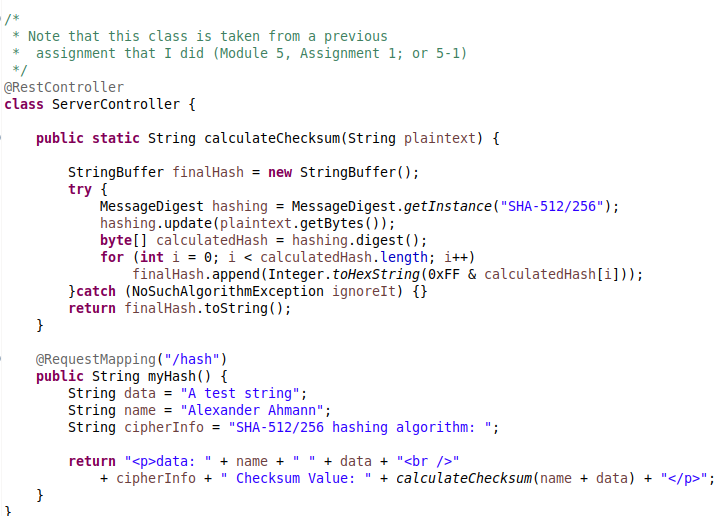 /*
 * Note that this class is taken from a previous
 *  assignment that I did (Module 5, Assignment 1; or 5-1)
 */
@RestController
class ServerController {

    public static String calculateChecksum(String plaintext) {

        StringBuffer finalHash = new StringBuffer();
        try {
            MessageDigest hashing = MessageDigest.getInstance("SHA-512/256");
            hashing.update(plaintext.getBytes());
            byte[] calculatedHash = hashing.digest();
            for (int i = 0; i < calculatedHash.length; i++)
                finalHash.append(Integer.toHexString(0xFF & calculatedHash[i]));
        }catch (NoSuchAlgorithmException ignoreIt) {}
        return finalHash.toString();
    }

    @RequestMapping("/hash")
    public String myHash() {
        String data = "A test string";
        String name = "Alexander Ahmann";
        String cipherInfo = "SHA-512/256 hashing algorithm: ";

        return "<p>data: " + name + " " + data + "<br />"
            + cipherInfo + " Checksum Value: " + calculateChecksum(name + data) + "</p>";
    }
}